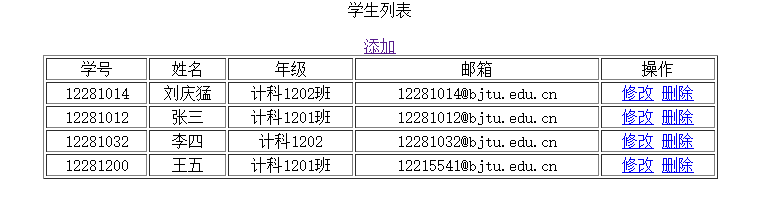 学生列表
添加
学号 姓名 年级 邮箱 操作
12281014 刘庆猛 计科1202班 12281014@bjtu.edu.cn 修改 删除
12281012 张三 计科1201班 12281012@bjtu.edu.cn 修改 删除
12281032 李四 计科1202 12281032@bjtu.edu.cn 修改 删除
12281200 王五 计科1201班 12215541@bjtu.edu.cn 修改 删除